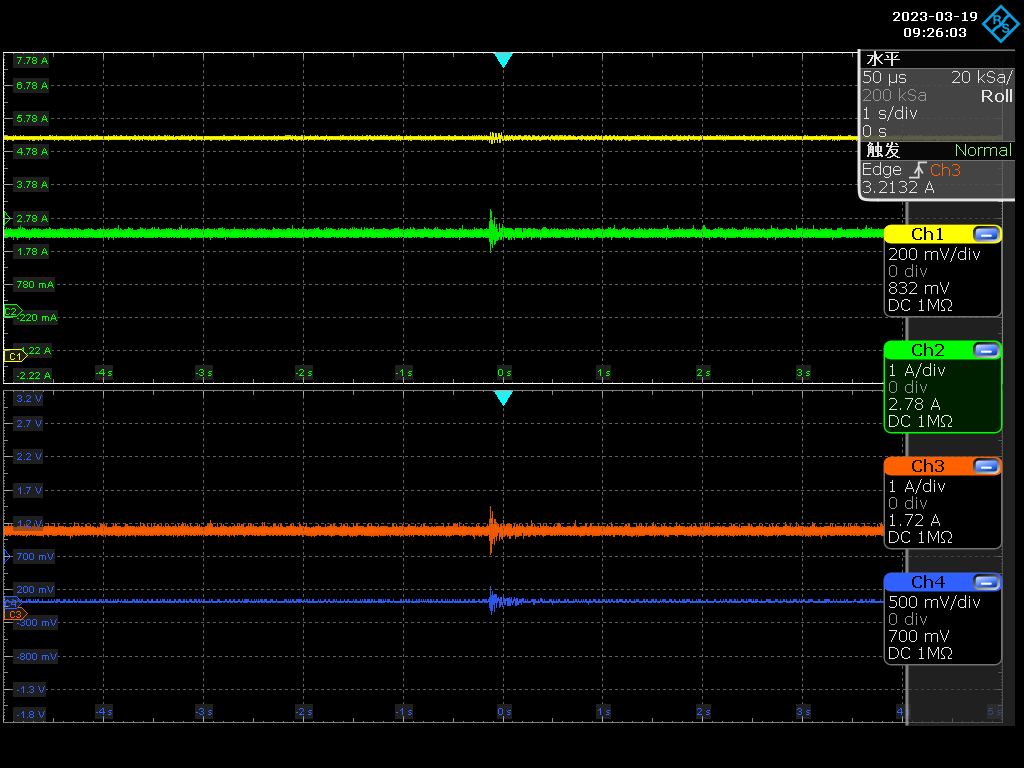 2023-03-19
09:26:03
R&S
水平
50 µs 20 kSa/
200 kSa Roll
1 s/div
0 s
触发 Normal
Edge Ch3
3.2132 A
7.78 A
6.78 A
5.78 A
4.78 A
3.78 A
2.78 A
1.78 A
780 mA
C2
-220 mA
.22 A
C1
-2.22 A
-4 s -3 s -2 s -1 s 0 s 1 s 2 s 3 s
Ch1
200 mV/div
0 div
832 mV
DC 1MΩ
Ch2
1 A/div
0 div
2.78 A
DC 1MΩ
3.2 V
2.7 V
2.2 V
1.7 V
1.2 V
700 mV
200 mV
C4
C3
-300 mV
-800 mV
-1.3 V
-1.8 V
-4 s -3 s -2 s -1 s 0 s 1 s 2 s 3 s 4 5 s
Ch3
1 A/div
0 div
1.72 A
DC 1MΩ
Ch4
500 mV/div
0 div
700 mV
DC 1MΩ